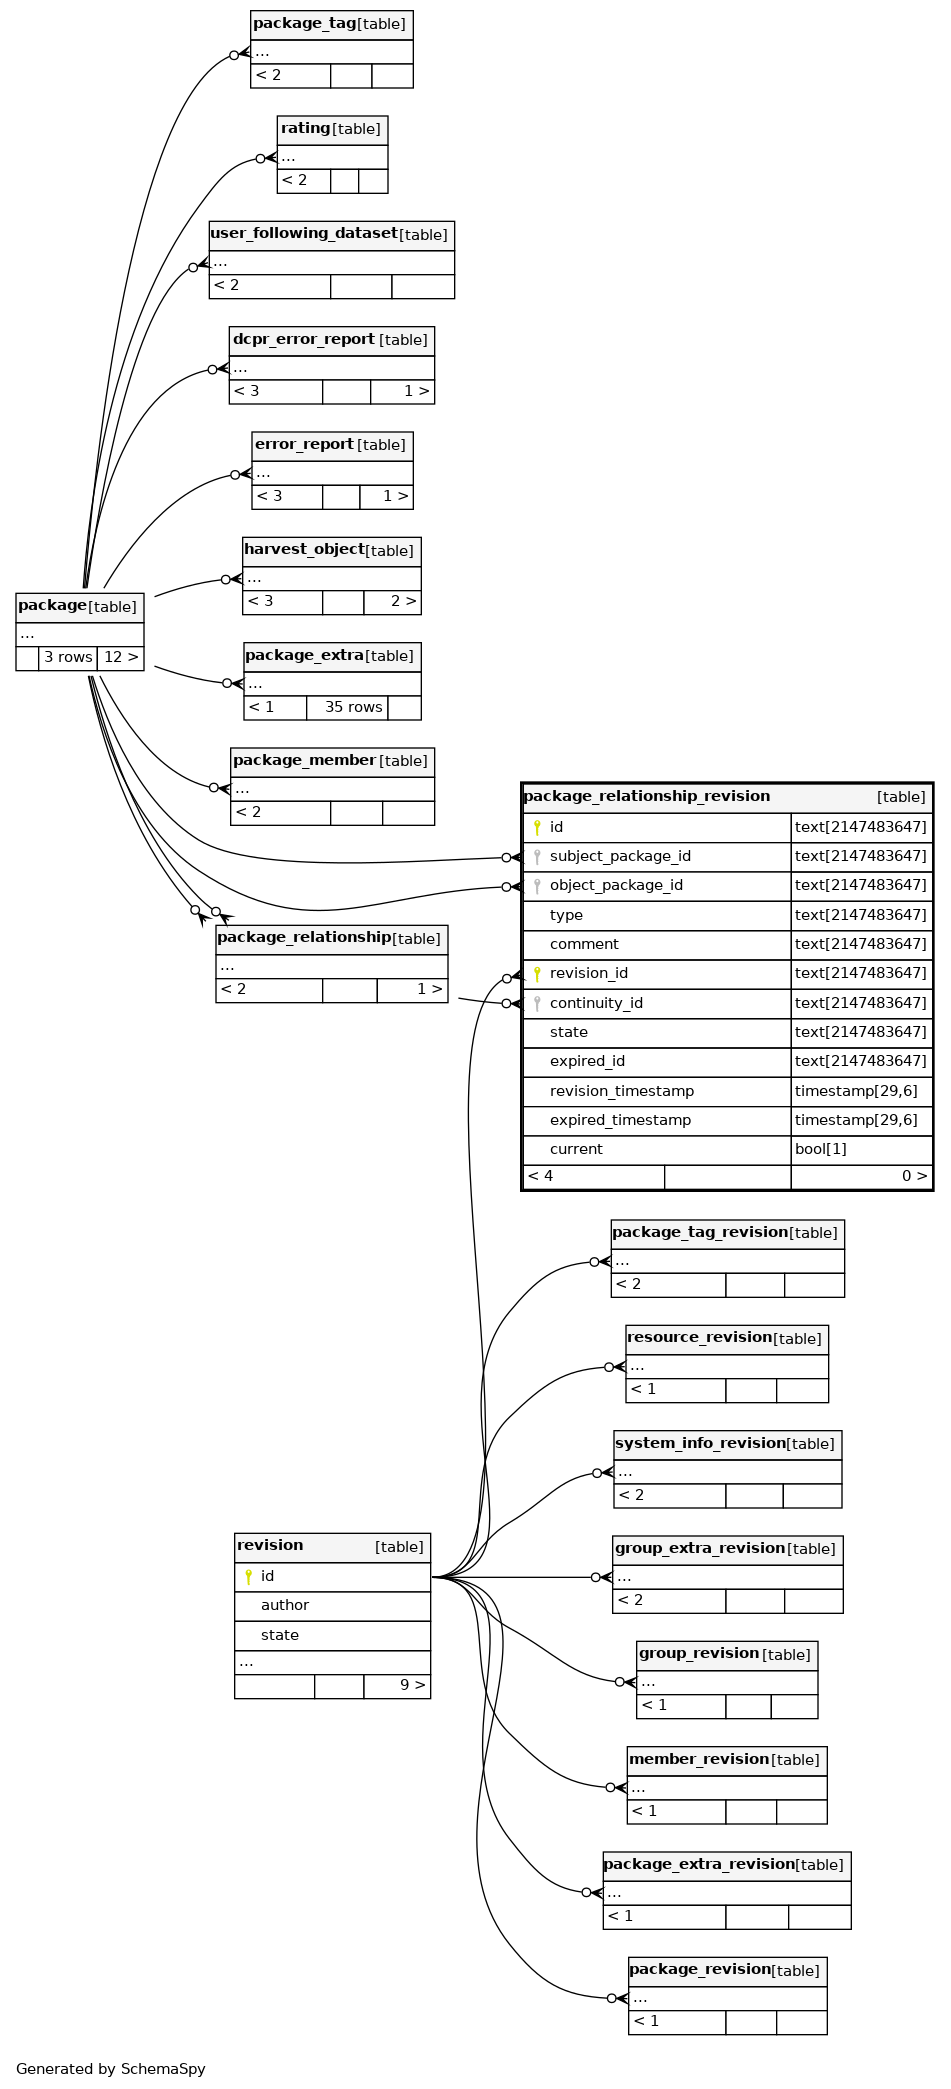 package_tag [table]
...
< 2
rating [table]
...
< 2
user_following_dataset [table]
...
< 2
dcpr_error_report [table]
...
< 3 1 >
error_report [table]
...
< 3 1 >
harvest_object [table]
...
< 3 2 >
package [table]
...
3 rows 12 >
package_extra [table]
...
< 1 35 rows
package_member [table]
...
< 2
package_relationship [table]
...
< 2 1 >
package_relationship_revision [table]
id text[2147483647]
subject_package_id text[2147483647]
object_package_id text[2147483647]
type text[2147483647]
comment text[2147483647]
revision_id text[2147483647]
continuity_id text[2147483647]
state text[2147483647]
expired_id text[2147483647]
revision_timestamp timestamp[29,6]
expired_timestamp timestamp[29,6]
current bool[1]
< 4 0 >
package_tag_revision [table]
...
< 2
resource_revision [table]
...
< 1
system_info_revision [table]
...
< 2
revision [table]
id
author
state
...
9 >
group_extra_revision [table]
...
< 2
group_revision [table]
...
< 1
member_revision [table]
...
< 1
package_extra_revision [table]
...
< 1
package_revision [table]
...
< 1
Generated by SchemaSpy